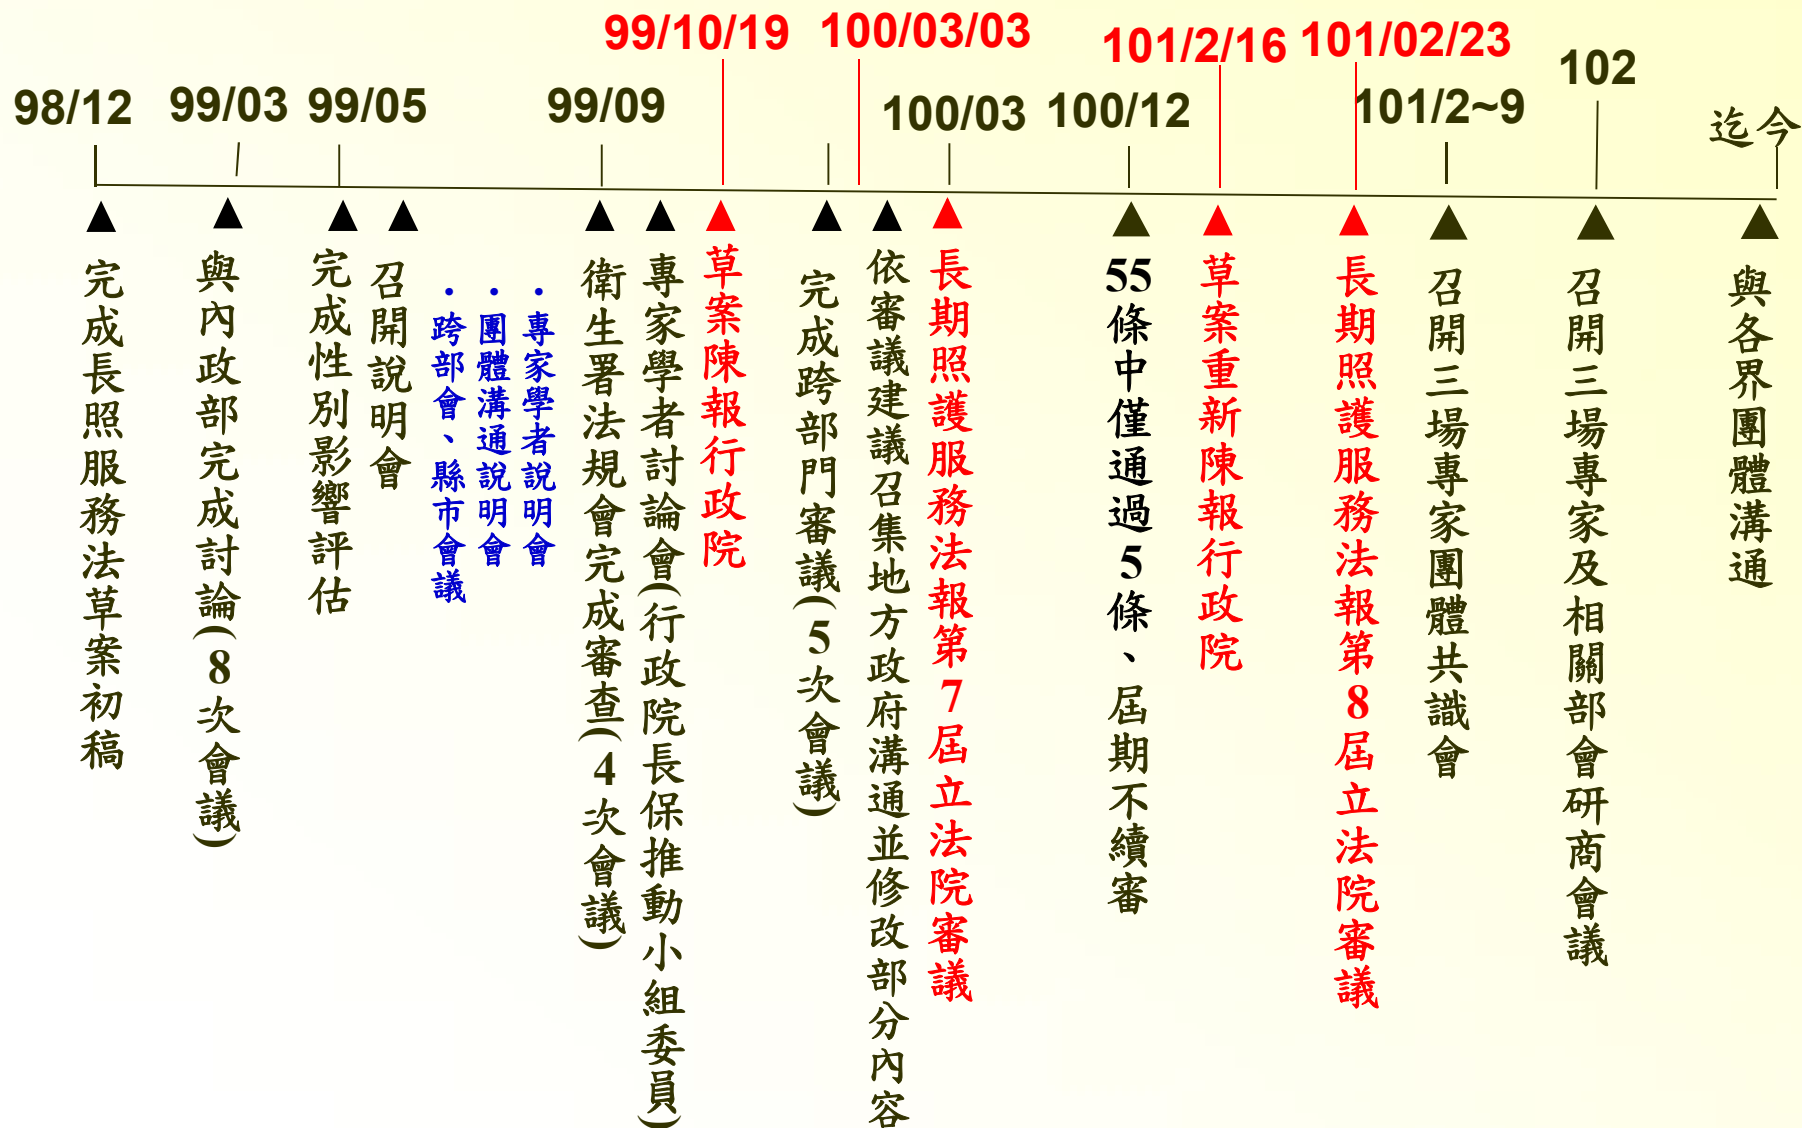 99/10/19
100/03/03
101/2/16
101/02/23
102
98/12
99/03
99/05
99/09
100/03
100/12
101/2~9
迄今
完成長照服務法草案初稿
與內政部完成討論(8次會議)
完成性別影響評估
召開說明會
．跨部會、縣市會議
．團體溝通說明會
．專家學者說明會
衛生署法規會完成審查(4次會議)
專家學者討論會(行政院長保推動小組委員)
草案陳報行政院
完成跨部門審議(5次會議)
依審議建議召集地方政府溝通並修改部分內容
長期照護服務法報第7屆立法院審議
55條中僅通過5條、屆期不續審
草案重新陳報行政院
長期照護服務法報第8屆立法院審議
召開三場專家團體共識會
召開三場專家及相關部會研商會議
與各界團體溝通